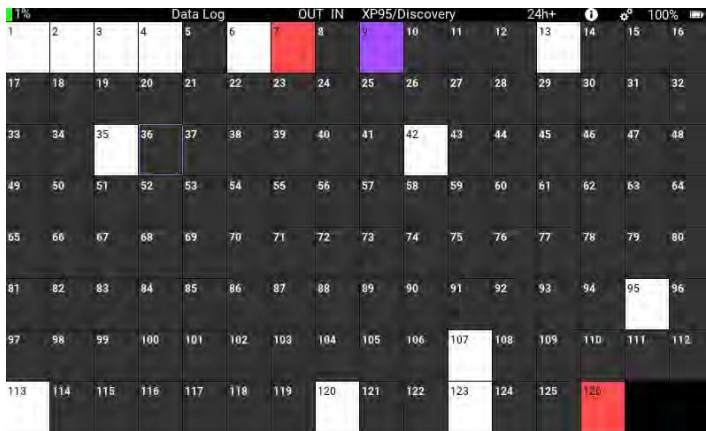 1% Data Log OUT IN XP95/Discovery 24h+ i 100%
1 2 3 4 5 6 7 8 9 10 11 12 13 14 15 16
17 18 19 20 21 22 23 24 25 26 27 28 29 30 31 32
33 34 35 36 37 38 39 40 41 42 43 44 45 46 47 48
49 50 51 52 53 54 55 56 57 58 59 60 61 62 63 64
65 66 67 68 69 70 71 72 73 74 75 76 77 78 79 80
81 82 83 84 85 86 87 88 89 90 91 92 93 94 95 96
97 98 99 100 101 102 103 104 105 106 107 108 109 110 111 112
113 114 115 116 117 118 119 120 121 122 123 124 125 126